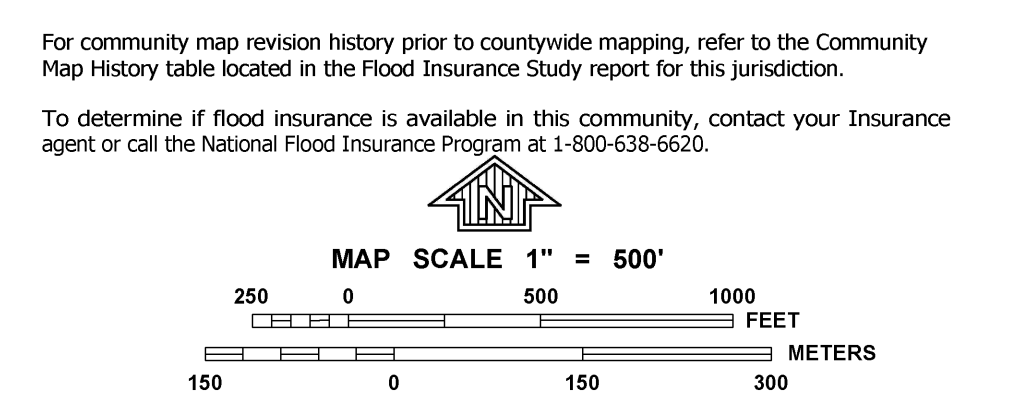 For community map revision history prior to countywide mapping, refer to the Community
Map History table located in the Flood Insurance Study report for this jurisdiction.
To determine if flood insurance is available in this community, contact your Insurance
agent or call the National Flood Insurance Program at 1-800-638-6620.
N
MAP SCALE 1" = 500'
250 0 500 1000
FEET
METERS
150 0 150 300